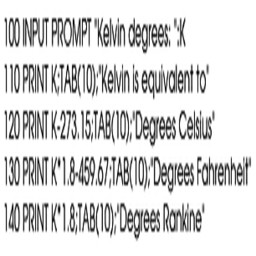 100 INPUT PROMPT "Kelvin degrees: ":K
110 PRINT K;TAB(10);"Kelvin is equivalent to"
120 PRINT K-273.15;TAB(10);"Degrees Celsius"
130 PRINT K*1.8-459.67;TAB(10);"Degrees Fahrenheit"
140 PRINT K*1.8;TAB(10);"Degrees Rankine"